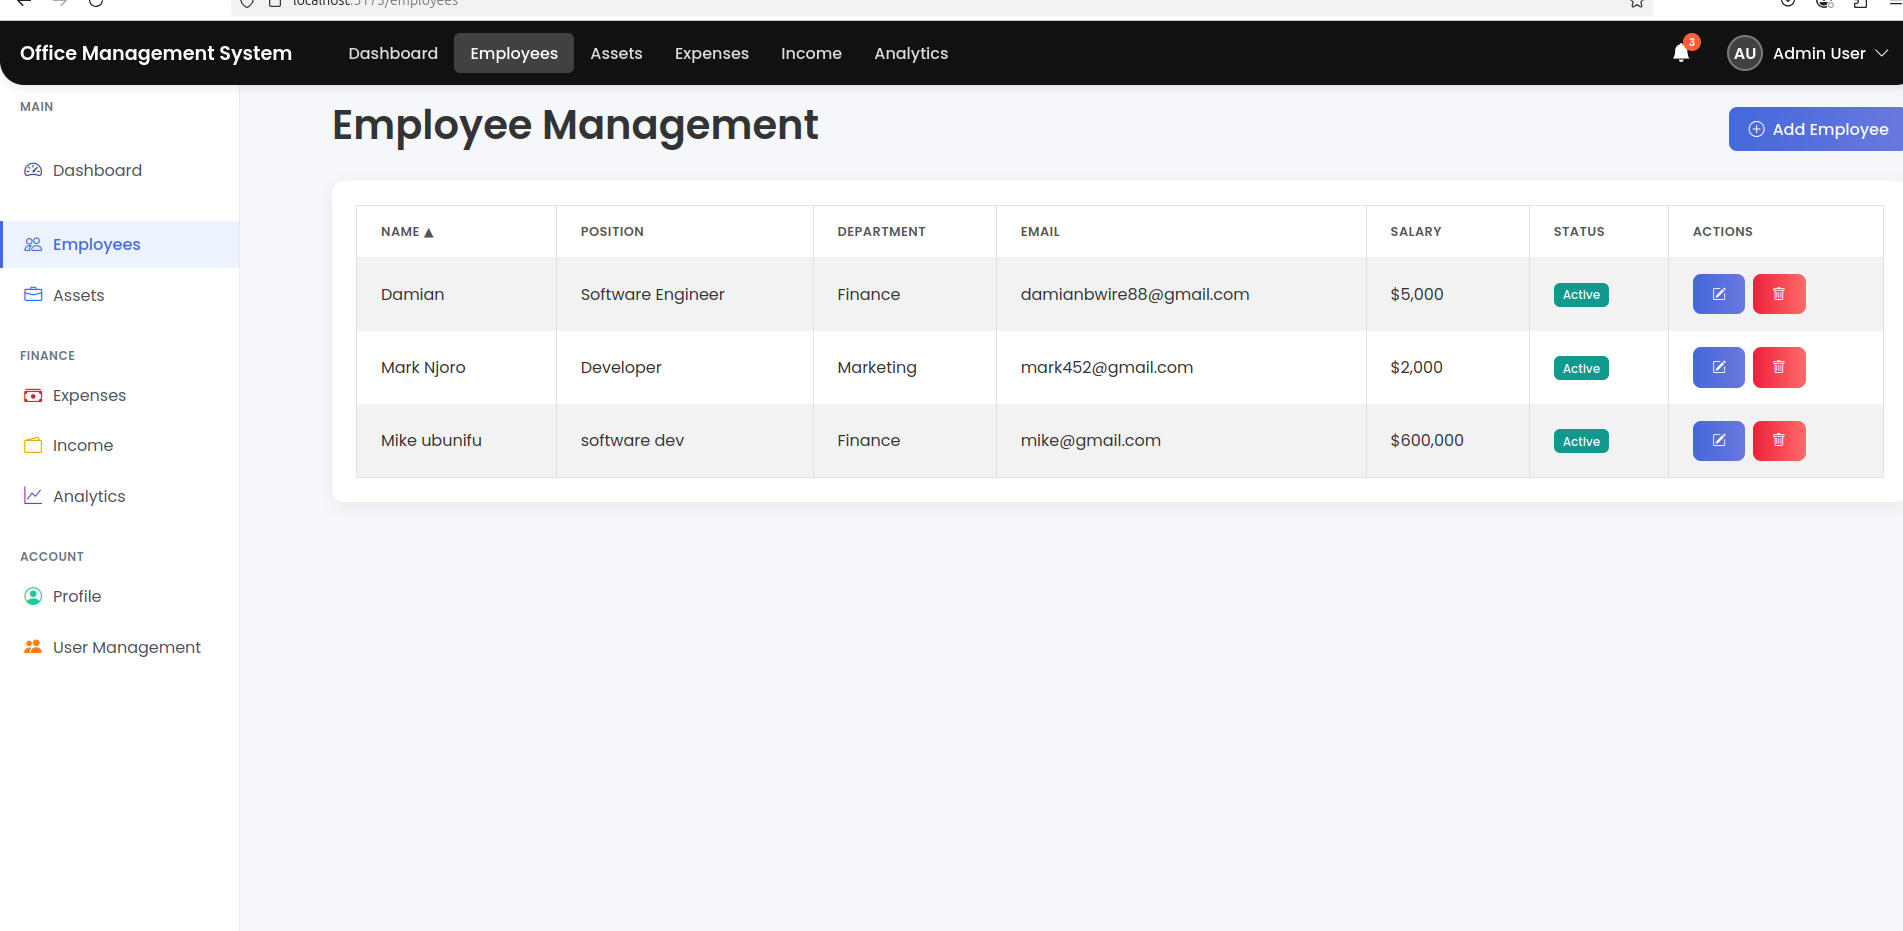 localhost:5173/employees
Office Management System Dashboard Employees Assets Expenses Income Analytics 3 AU Admin User
MAIN
Dashboard
Employees
Assets
FINANCE
Expenses
Income
Analytics
ACCOUNT
Profile
User Management
Employee Management
Add Employee
NAME ▲ POSITION DEPARTMENT EMAIL SALARY STATUS ACTIONS
Damian Software Engineer Finance damianbwire88@gmail.com $5,000 Active
Mark Njoro Developer Marketing mark452@gmail.com $2,000 Active
Mike ubunifu software dev Finance mike@gmail.com $600,000 Active